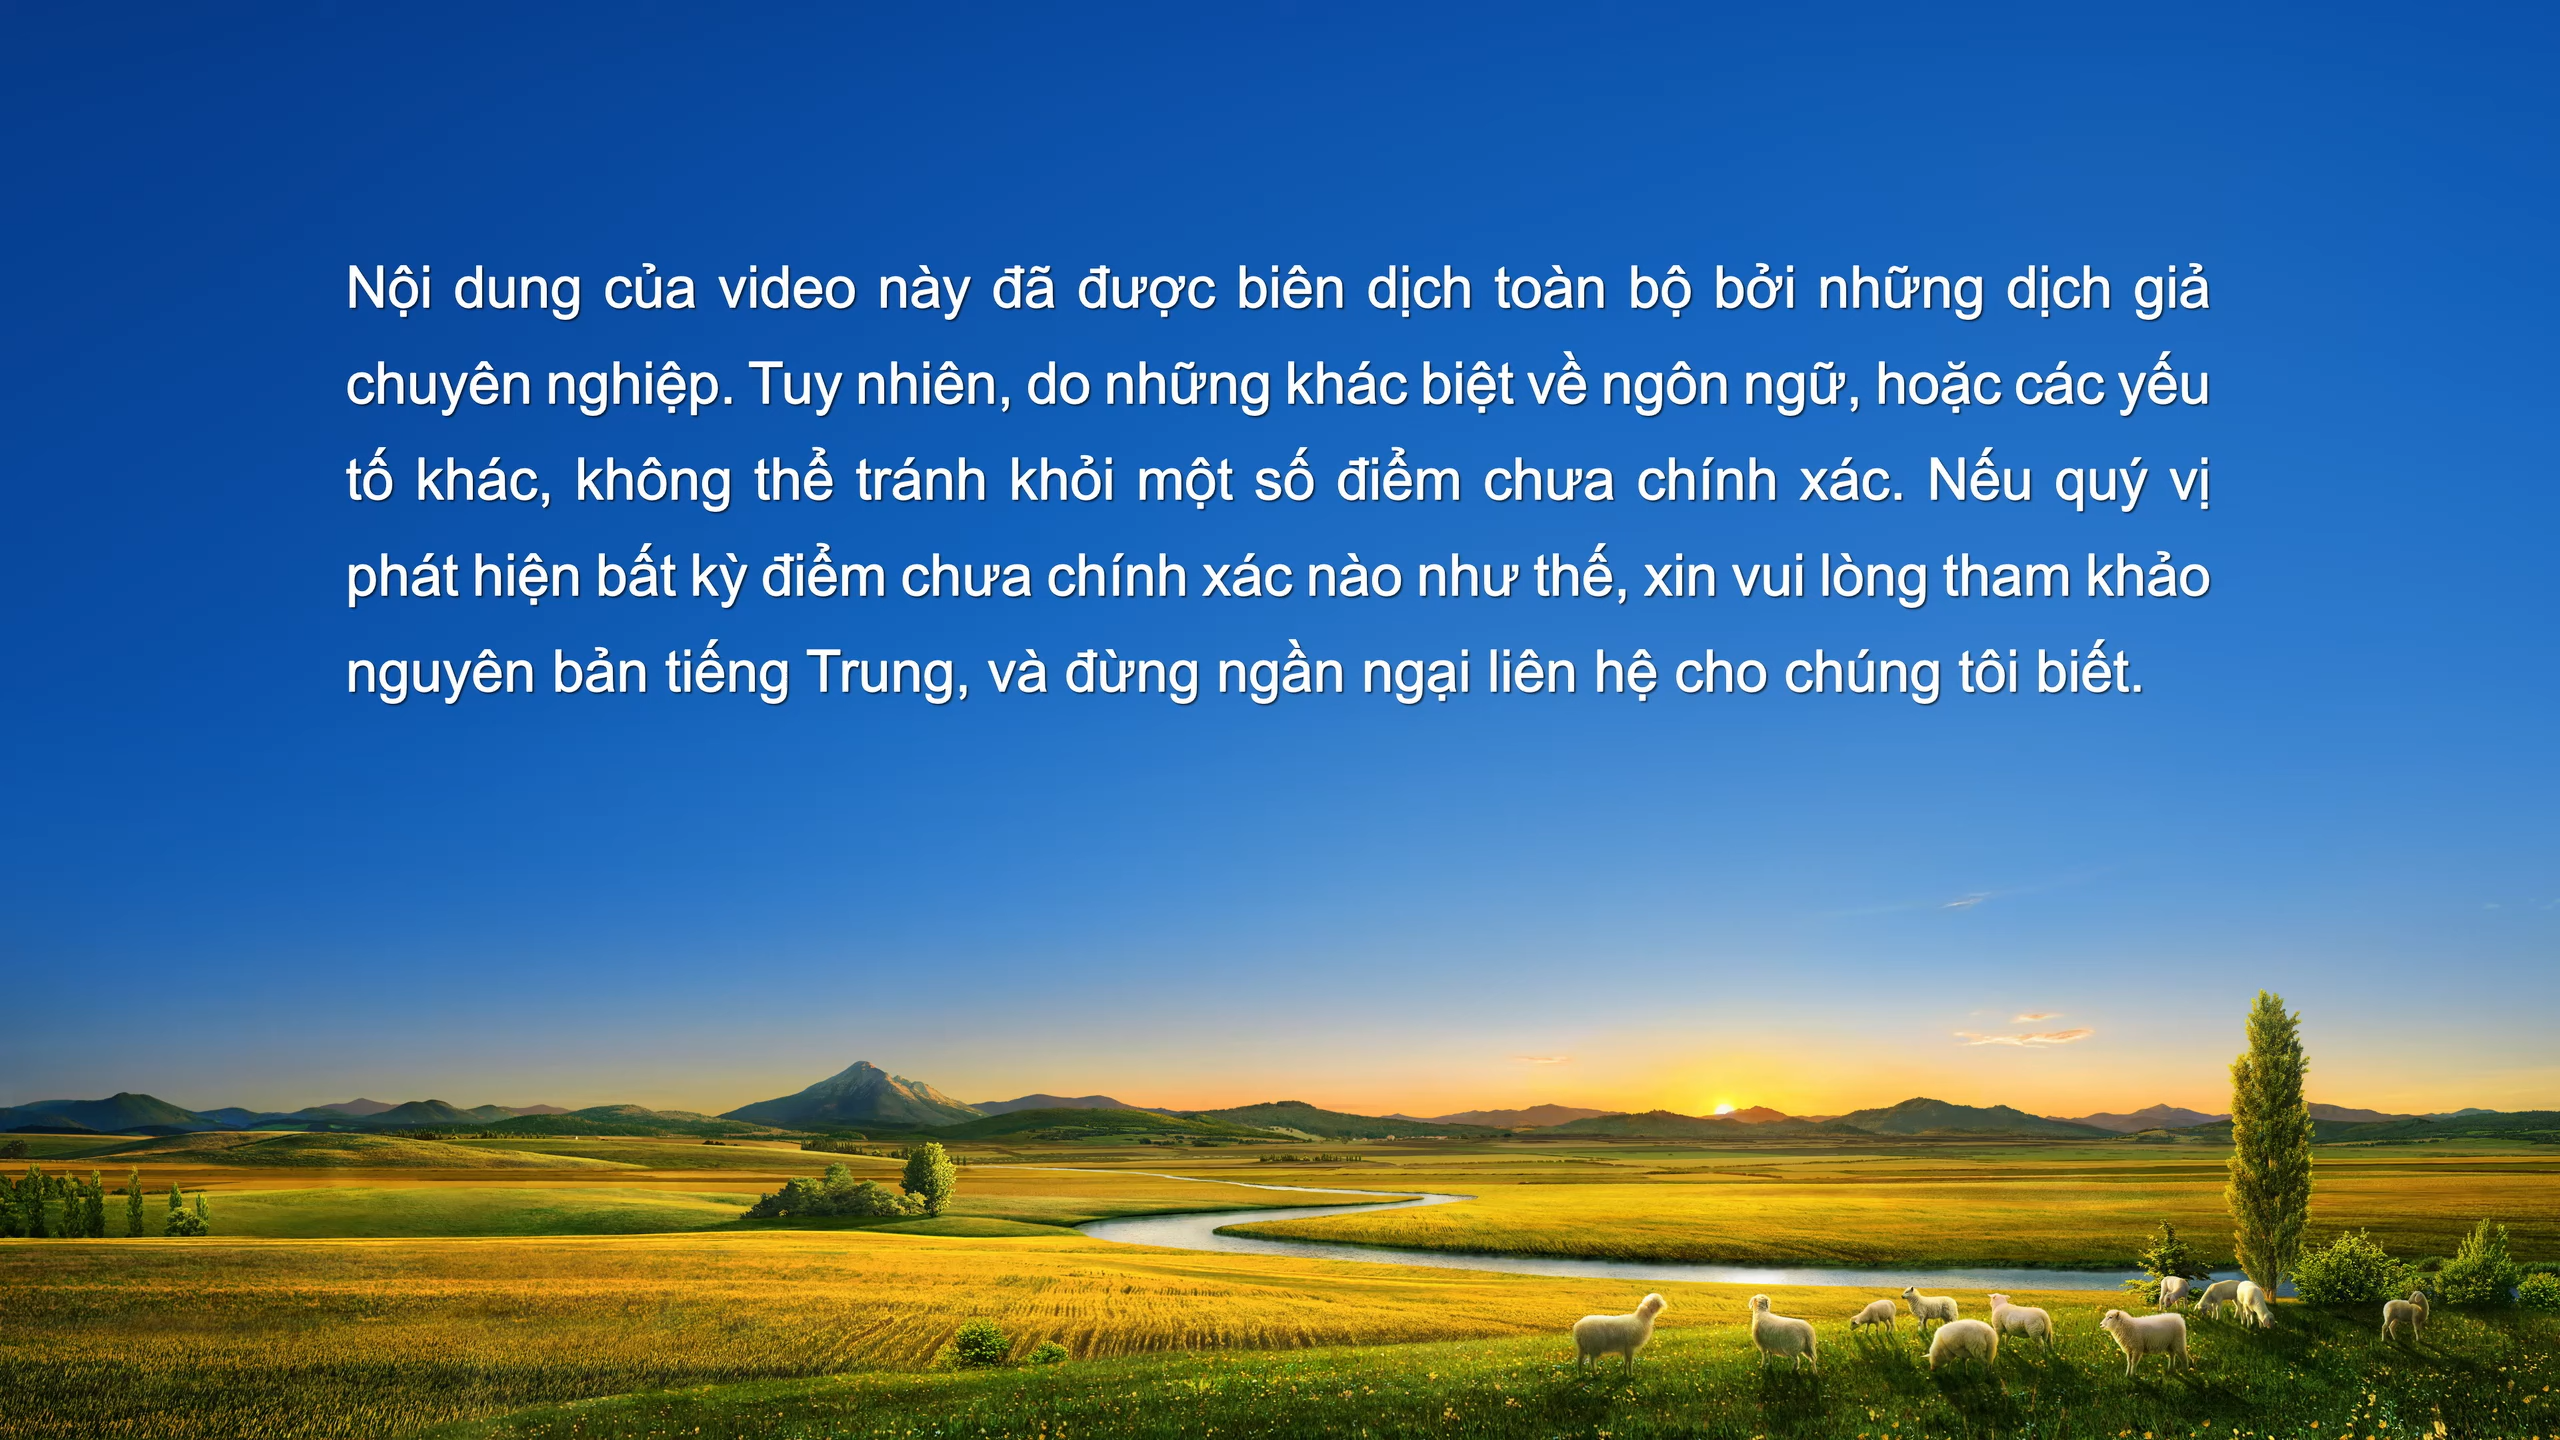 Nội dung của video này đã được biên dịch toàn bộ bởi những dịch giả
chuyên nghiệp. Tuy nhiên, do những khác biệt về ngôn ngữ, hoặc các yếu
tố khác, không thể tránh khỏi một số điểm chưa chính xác. Nếu quý vị
phát hiện bất kỳ điểm chưa chính xác nào như thế, xin vui lòng tham khảo
nguyên bản tiếng Trung, và đừng ngần ngại liên hệ cho chúng tôi biết.